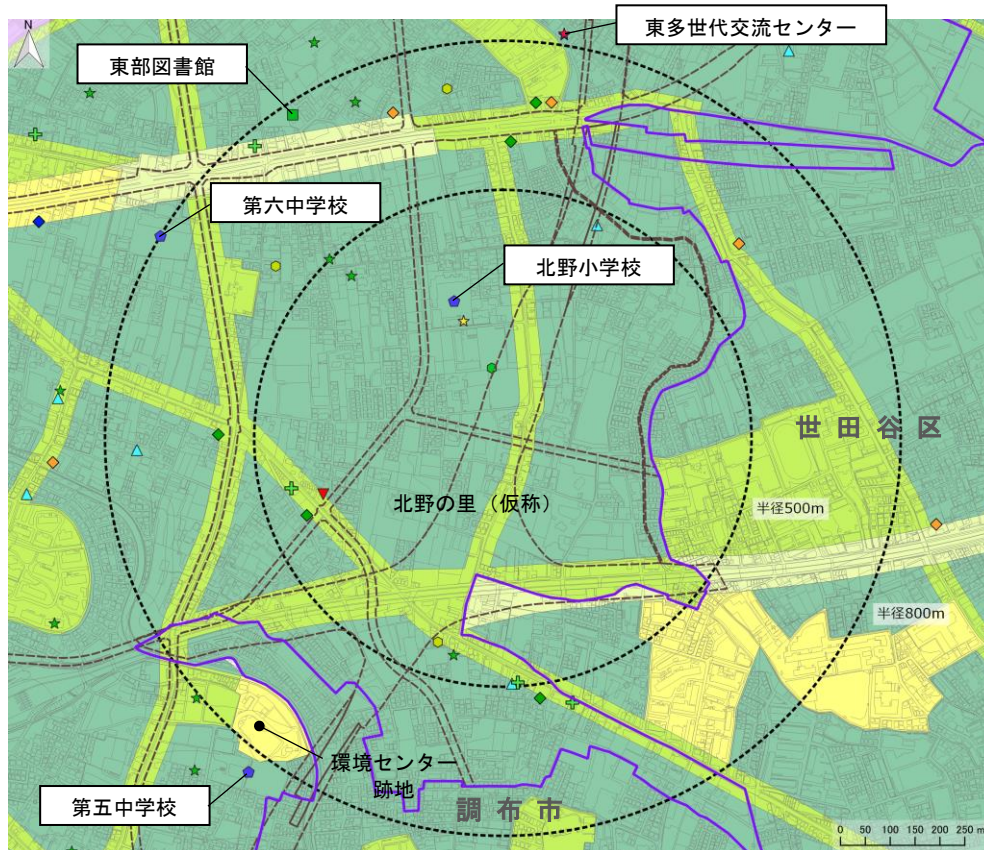 N
東多世代交流センター
東部図書館
第六中学校
北野小学校
世田谷区
北野の里（仮称）
半径500m
半径800m
環境センター
跡地
第五中学校
調布市
0 50 100 150 200 250 m